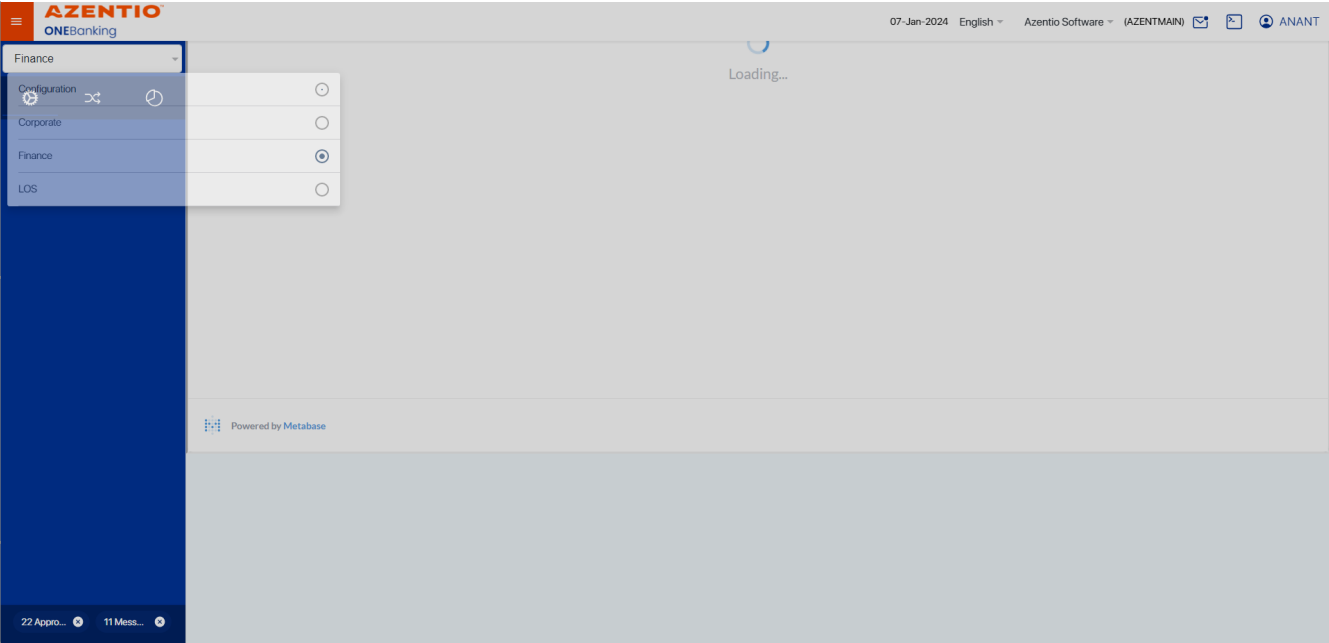 AZENTIO
ONEBanking
07-Jan-2024 English Azentio Software (AZENTMAIN) ANANT
Finance
Loading...
Configuration
Corporate
Finance
LOS
Powered by Metabase
22 Appro... 11 Mess...